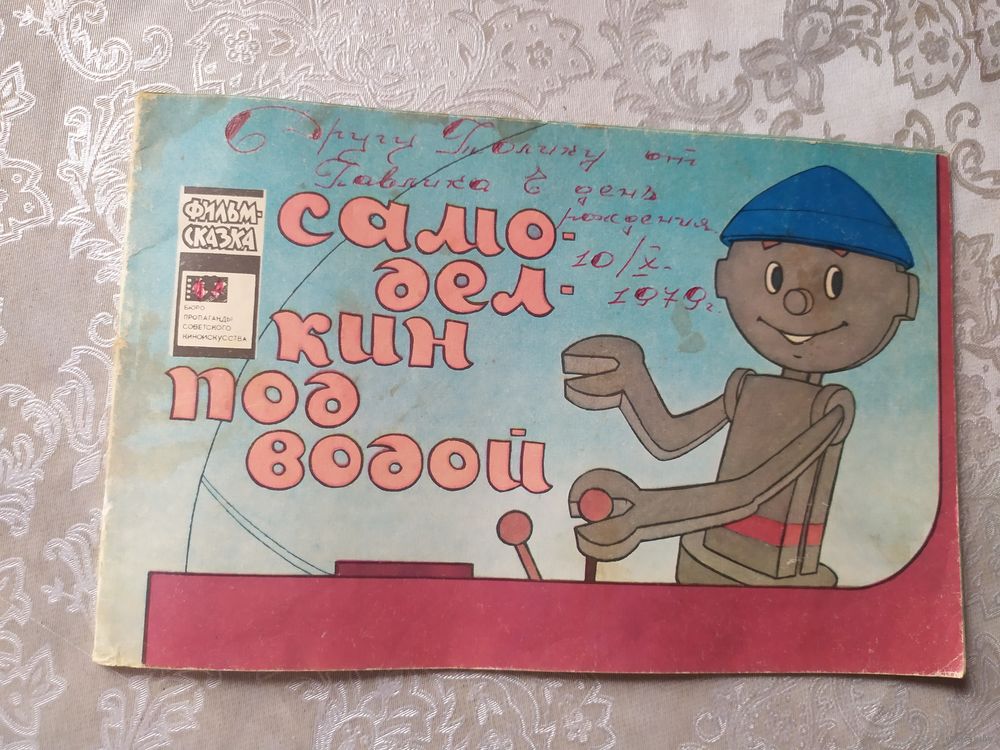 Другу Толику от
Павлика в день
рождения
10/X.
1979г.
ФИЛЬМ-
СКАЗКА
БЮРО
ПРОПАГАНДЫ
СОВЕТСКОГО
КИНОИСКУССТВА
САМО-
ДЕЛ-
КИН
ПОД
ВОДОЙ